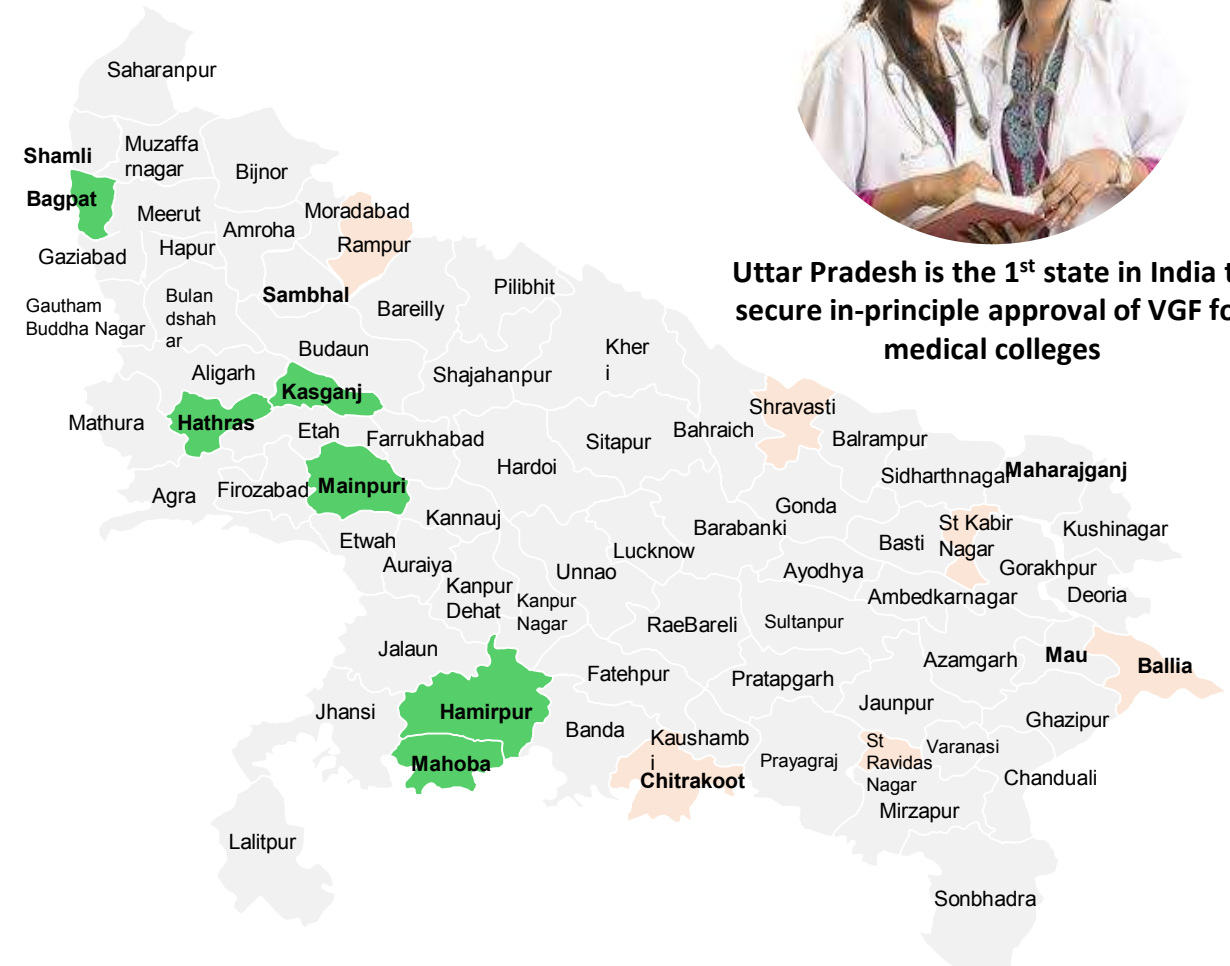 Saharanpur
Shamli
Muzaffa
rnagar
Bijnor
Bagpat
Meerut
Moradabad
Amroha
Rampur
Hapur
Gaziabad
Sambhal
Pilibhit
Gautham
Buddha Nagar
Bulan
dshah
ar
Bareilly
Uttar Pradesh is the 1st state in India t
secure in-principle approval of VGF fo
medical colleges
Budaun
Kher
i
Aligarh
Shajahanpur
Kasganj
Shravasti
Mathura
Hathras
Etah
Farrukhabad
Sitapur
Bahraich
Balrampur
Hardoi
Sidharthnagar
Maharajganj
Agra
Firozabad
Mainpuri
Gonda
Kannauj
Barabanki
St Kabir
Nagar
Kushinagar
Etwah
Lucknow
Basti
Auraiya
Unnao
Ayodhya
Gorakhpur
Kanpur
Dehat
Kanpur
Nagar
Ambedkarnagar
Deoria
RaeBareli
Sultanpur
Jalaun
Azamgarh
Mau
Ballia
Fatehpur
Pratapgarh
Jaunpur
Jhansi
Hamirpur
Ghazipur
Banda
Kaushamb
i
St
Ravidas
Nagar
Varanasi
Mahoba
Prayagraj
Chitrakoot
Chanduali
Mirzapur
Lalitpur
Sonbhadra